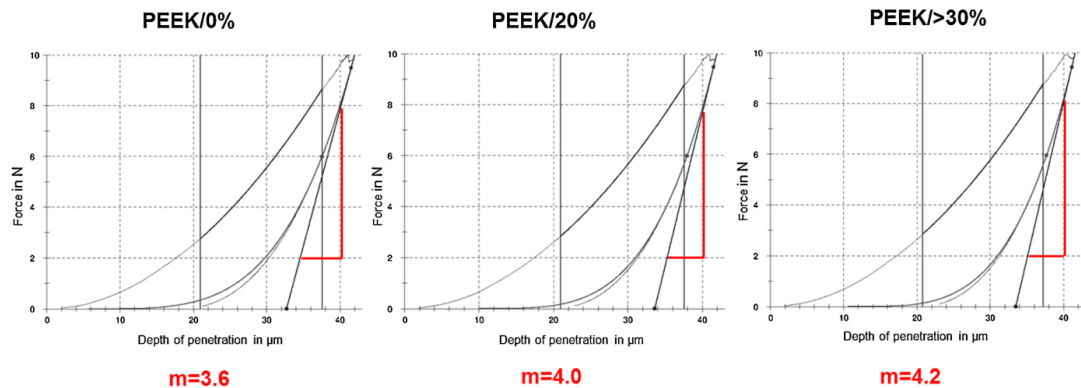 PEEK/0% PEEK/20% PEEK/>30%
10 10 10
8 8 8
6 6 6
4 4 4
2 2 2
0 0 0
Force in N Force in N Force in N
0 10 20 30 40 0 10 20 30 40 0 10 20 30 40
Depth of penetration in µm Depth of penetration in µm Depth of penetration in µm
m=3.6 m=4.0 m=4.2